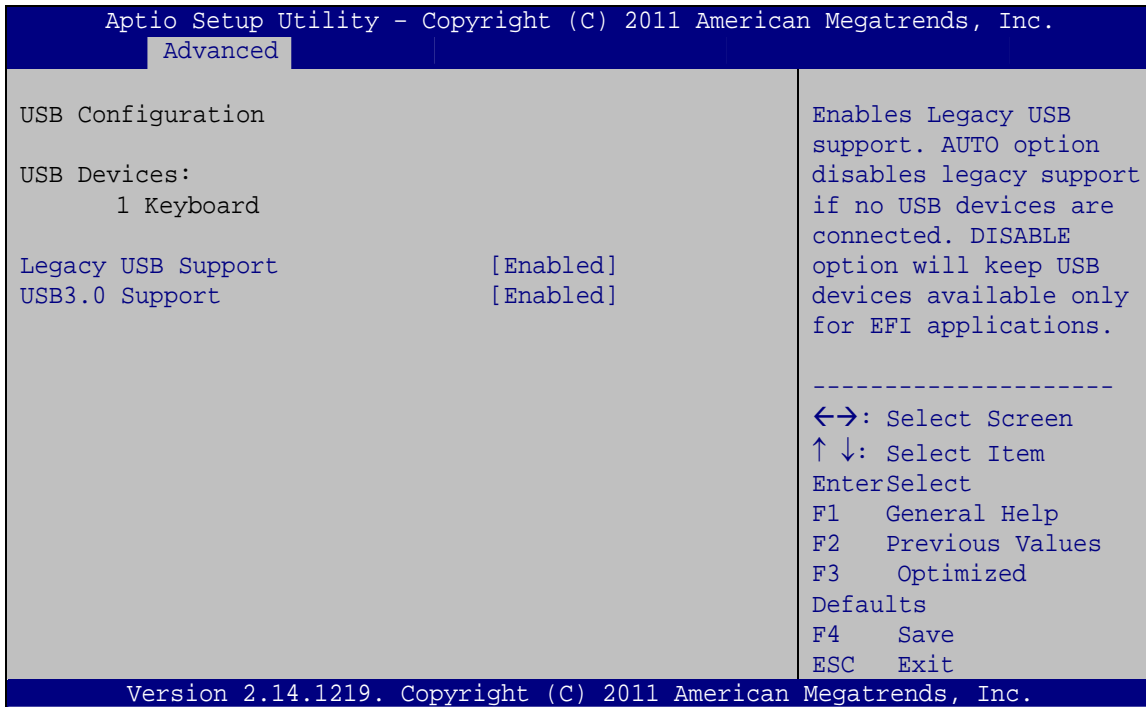 Aptio Setup Utility – Copyright (C) 2011 American Megatrends, Inc.
Advanced
USB Configuration
USB Devices:
1 Keyboard
Legacy USB Support [Enabled]
USB3.0 Support [Enabled]
Enables Legacy USB
support. AUTO option
disables legacy support
if no USB devices are
connected. DISABLE
option will keep USB
devices available only
for EFI applications.
---------------------
←→: Select Screen
↑ ↓: Select Item
EnterSelect
F1 General Help
F2 Previous Values
F3 Optimized
Defaults
F4 Save
ESC Exit
Version 2.14.1219. Copyright (C) 2011 American Megatrends, Inc.